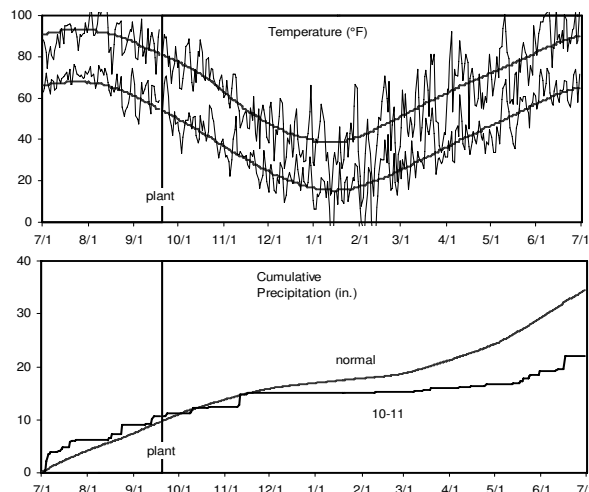 100
Temperature (°F)
80
60
40
20
plant
0
7/1 8/1 9/1 10/1 11/1 12/1 1/1 2/1 3/1 4/1 5/1 6/1 7/1
40
Cumulative
Precipitation (in.)
30
normal
20
10-11
10
plant
0
7/1 8/1 9/1 10/1 11/1 12/1 1/1 2/1 3/1 4/1 5/1 6/1 7/